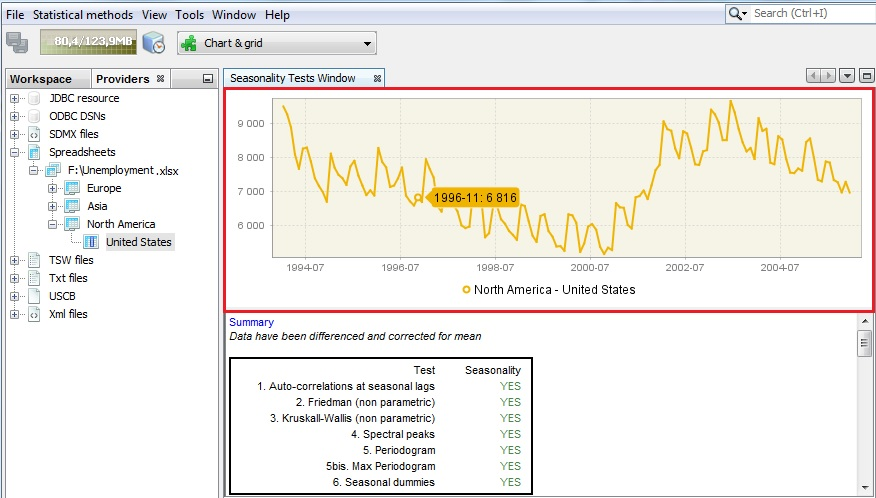 File Statistical methods View Tools Window Help
Search (Ctrl+I)
80,4/123,9MB
Chart & grid
Workspace
Providers
JDBC resource
ODBC DSNs
SDMX files
Spreadsheets
F:\Unemployment.xlsx
Europe
Asia
North America
United States
TSW files
Txt files
USCB
Xml files
Seasonality Tests Window
9 000
8 000
7 000
6 000
1996-11: 6 816
1994-07 1996-07 1998-07 2000-07 2002-07 2004-07
North America - United States
Summary
Data have been differenced and corrected for mean
Test Seasonality
1. Auto-correlations at seasonal lags YES
2. Friedman (non parametric) YES
3. Kruskall-Wallis (non parametric) YES
4. Spectral peaks YES
5. Periodogram YES
5bis. Max Periodogram YES
6. Seasonal dummies YES